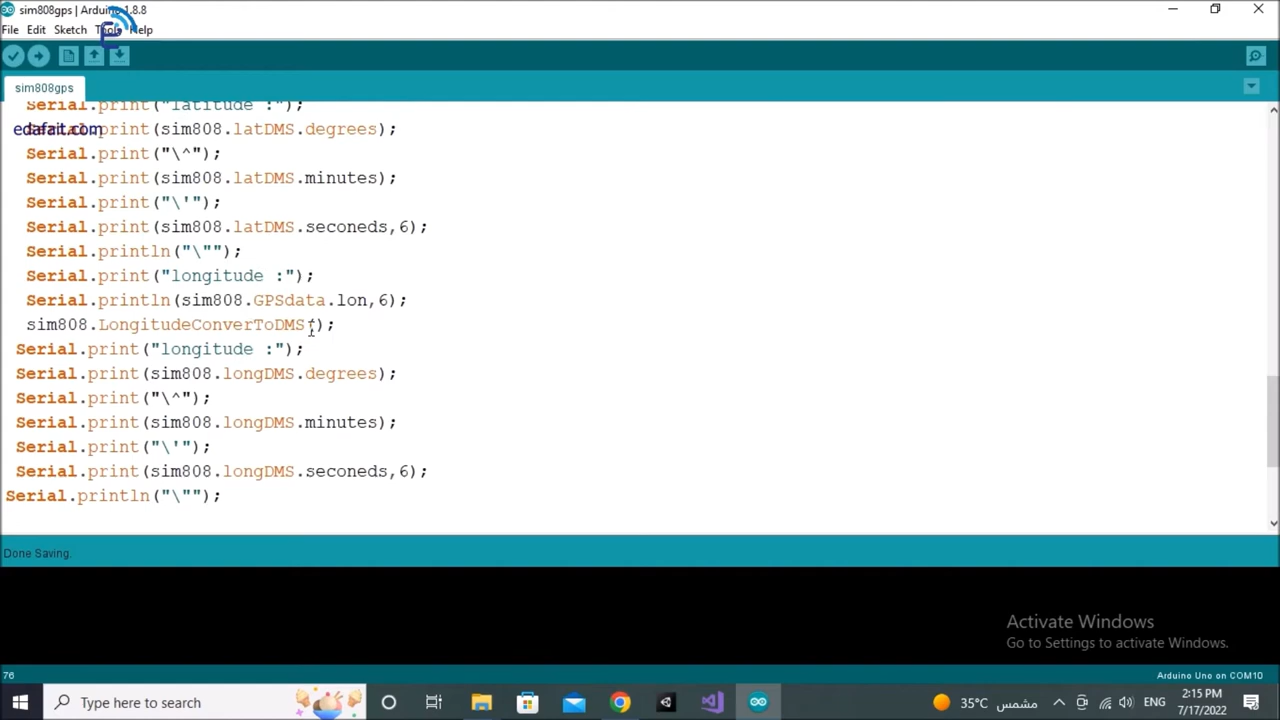 sim808gps | Arduino 1.8.8
File Edit Sketch Tools Help
sim808gps
Serial.print("latitude :");
edafait.com
Serial.print(sim808.latDMS.degrees);
Serial.print("\^");
Serial.print(sim808.latDMS.minutes);
Serial.print("\'");
Serial.print(sim808.latDMS.seconeds,6);
Serial.println("\"");
Serial.print("longitude :");
Serial.println(sim808.GPSdata.lon,6);
sim808.LongitudeConverToDMS();
Serial.print("longitude :");
Serial.print(sim808.longDMS.degrees);
Serial.print("\^");
Serial.print(sim808.longDMS.minutes);
Serial.print("\'");
Serial.print(sim808.longDMS.seconeds,6);
Serial.println("\"");
Done Saving.
Activate Windows
Go to Settings to activate Windows.
76
Arduino Uno on COM10
Type here to search
35°C مشمس
ENG
2:15 PM
7/17/2022